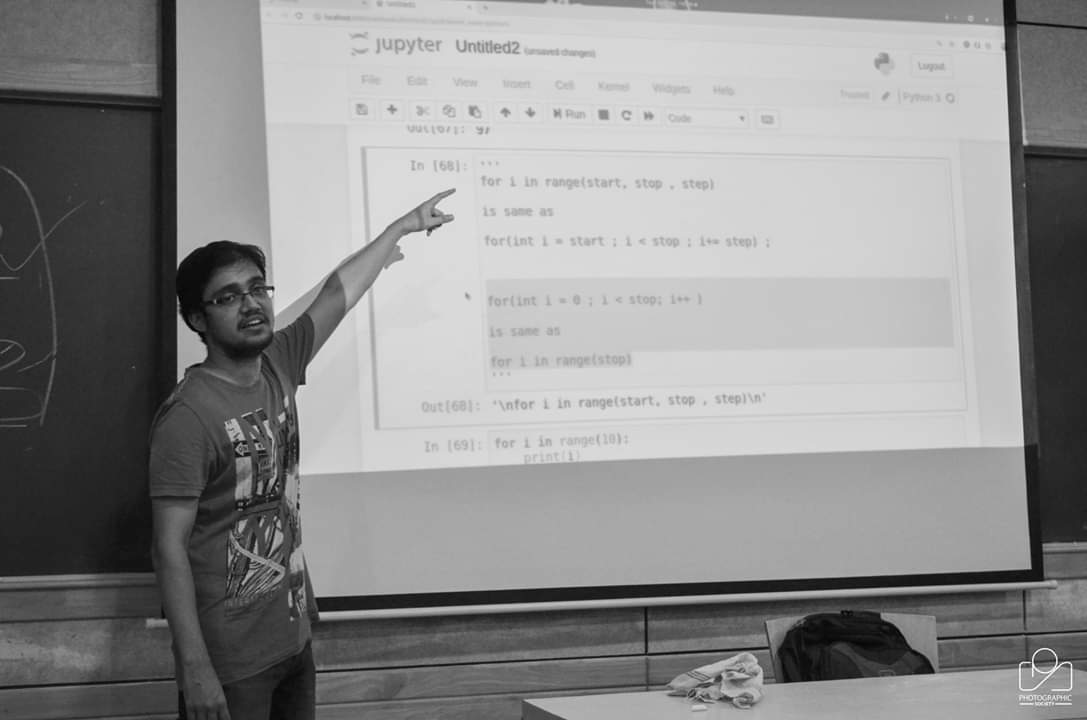 jupyter Untitled2 (unsaved changes)
Logout
File Edit View Insert Cell Kernel Widgets Help
Trusted Python 3
Run Code
Out[67]: 9
In [68]: '''
for i in range(start, stop , step)
is same as
for(int i = start ; i < stop ; i+= step) ;
for(int i = 0 ; i < stop; i++ )
is same as
for i in range(stop)
'''
Out[68]: '\nfor i in range(start, stop , step)\n'
In [69]: for i in range(10):
print(i)
PHOTOGRAPHIC
SOCIETY